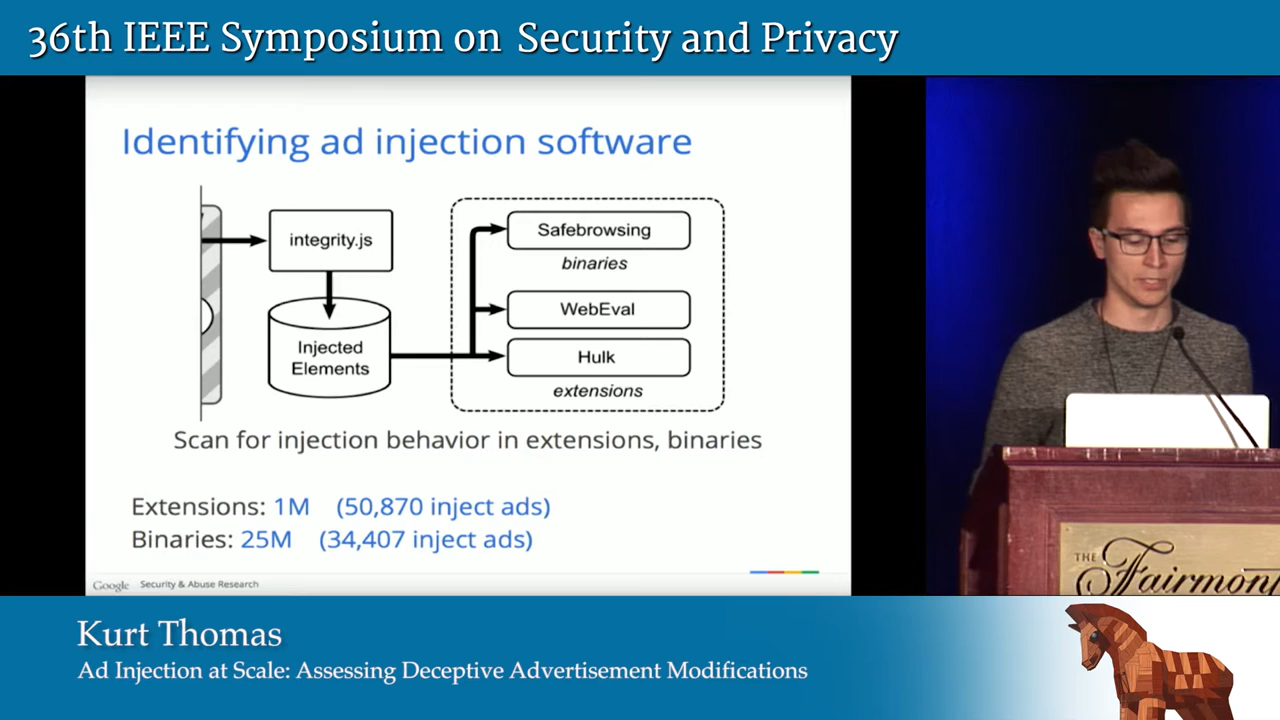 36th IEEE Symposium on Security and Privacy
Identifying ad injection software
integrity.js
Injected
Elements
Safebrowsing
binaries
WebEval
Hulk
extensions
Scan for injection behavior in extensions, binaries
Extensions: 1M (50,870 inject ads)
Binaries: 25M (34,407 inject ads)
Google Security & Abuse Research
THE
Fairmont
Kurt Thomas
Ad Injection at Scale: Assessing Deceptive Advertisement Modifications